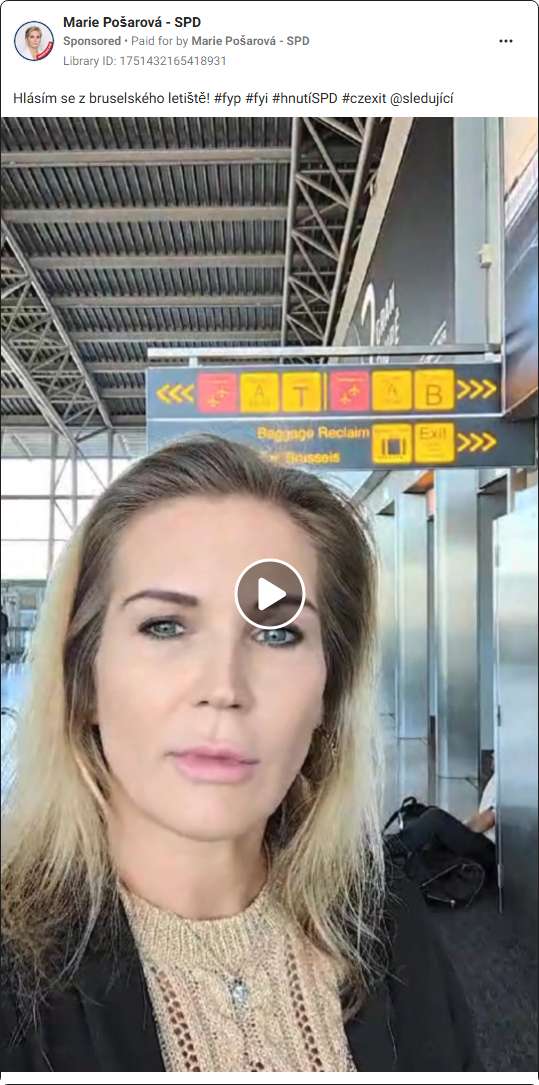 Marie Pošarová - SPD
Sponsored • Paid for by Marie Pošarová - SPD
Library ID: 1751432165418931
Hlásím se z bruselského letiště! #fyp #fyi #hnutíSPD #czexit @sledující
<<< A T A B >>>
Baggage Reclaim Exit >>>
Brussels